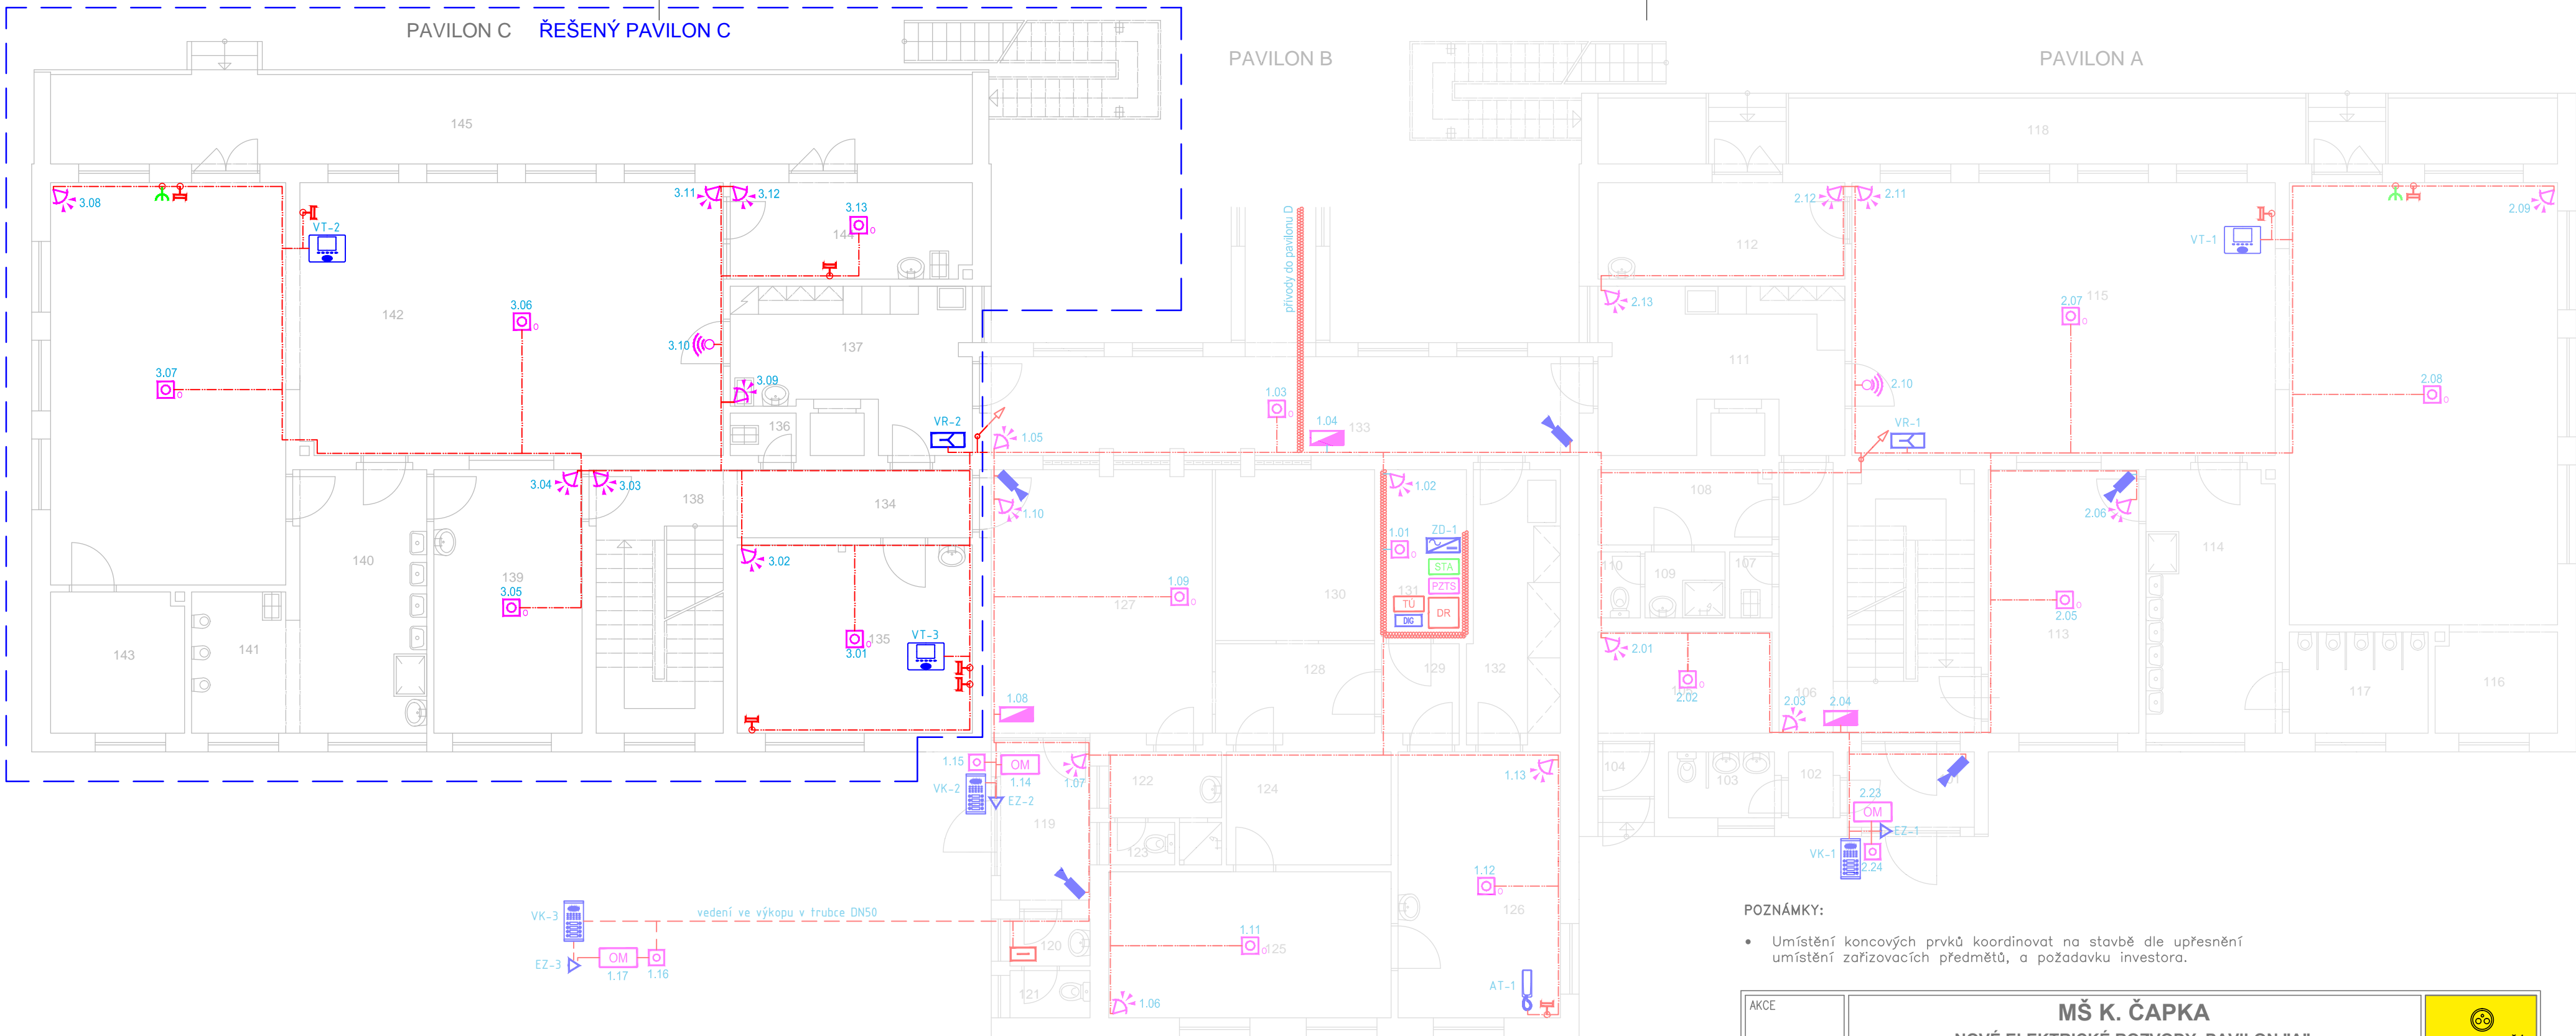 PAVILON C ŘEŠENÝ PAVILON C
PAVILON B
PAVILON A
145
118
3.08
VT-2
3.11
3.12
3.13
144
přívody do pavilonu D
2.12
2.11
112
VT-1
2.09
142
3.06
3.10
137
2.13
111
115
2.07
2.10
3.07
3.09
136
VR-2
1.05
1.03
1.04
133
VR-1
2.08
3.04
3.03
138
134
1.10
1.02
108
2.06
1.01
ZD-1
STA
PZTS
131
TÚ
DIG
DR
140
139
3.05
3.02
135
3.01
VT-3
127
1.09
130
128
129
132
110
109
107
2.01
2.02
106
2.03
2.04
2.05
113
114
143
141
1.08
117
116
1.15
OM
1.14
1.07
VK-2
EZ-2
119
122
124
123
1.13
104
103
102
2.23
OM
EZ-1
VK-1
2.24
VK-3
vedení ve výkopu v trubce DN50
EZ-3
OM
1.17
1.16
120
121
1.11
125
1.12
126
1.06
AT-1
POZNÁMKY:
• Umístění koncových prvků koordinovat na stavbě dle upřesnění
umístění zařizovacích předmětů, a požadavku investora.
AKCE
MŠ K. ČAPKA